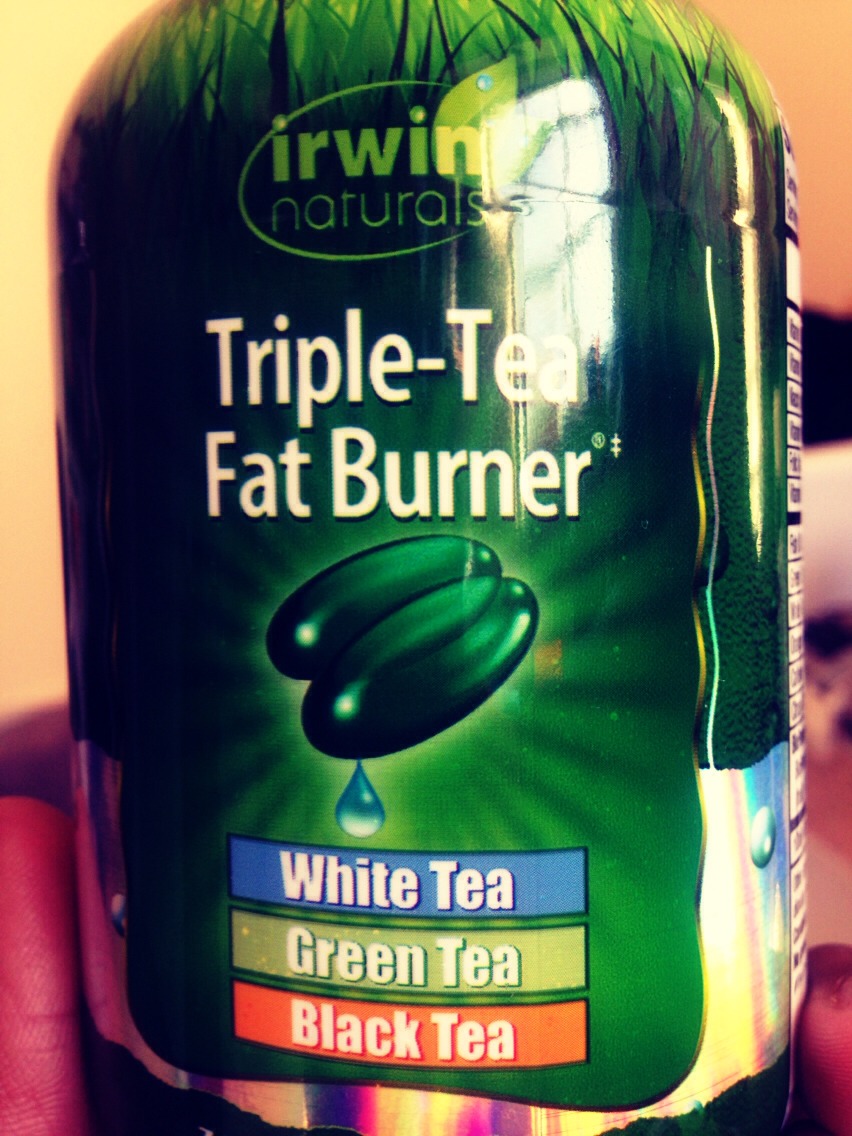 irwin
naturals
Triple-Tea
Fat Burner®‡
White Tea
Green Tea
Black Tea